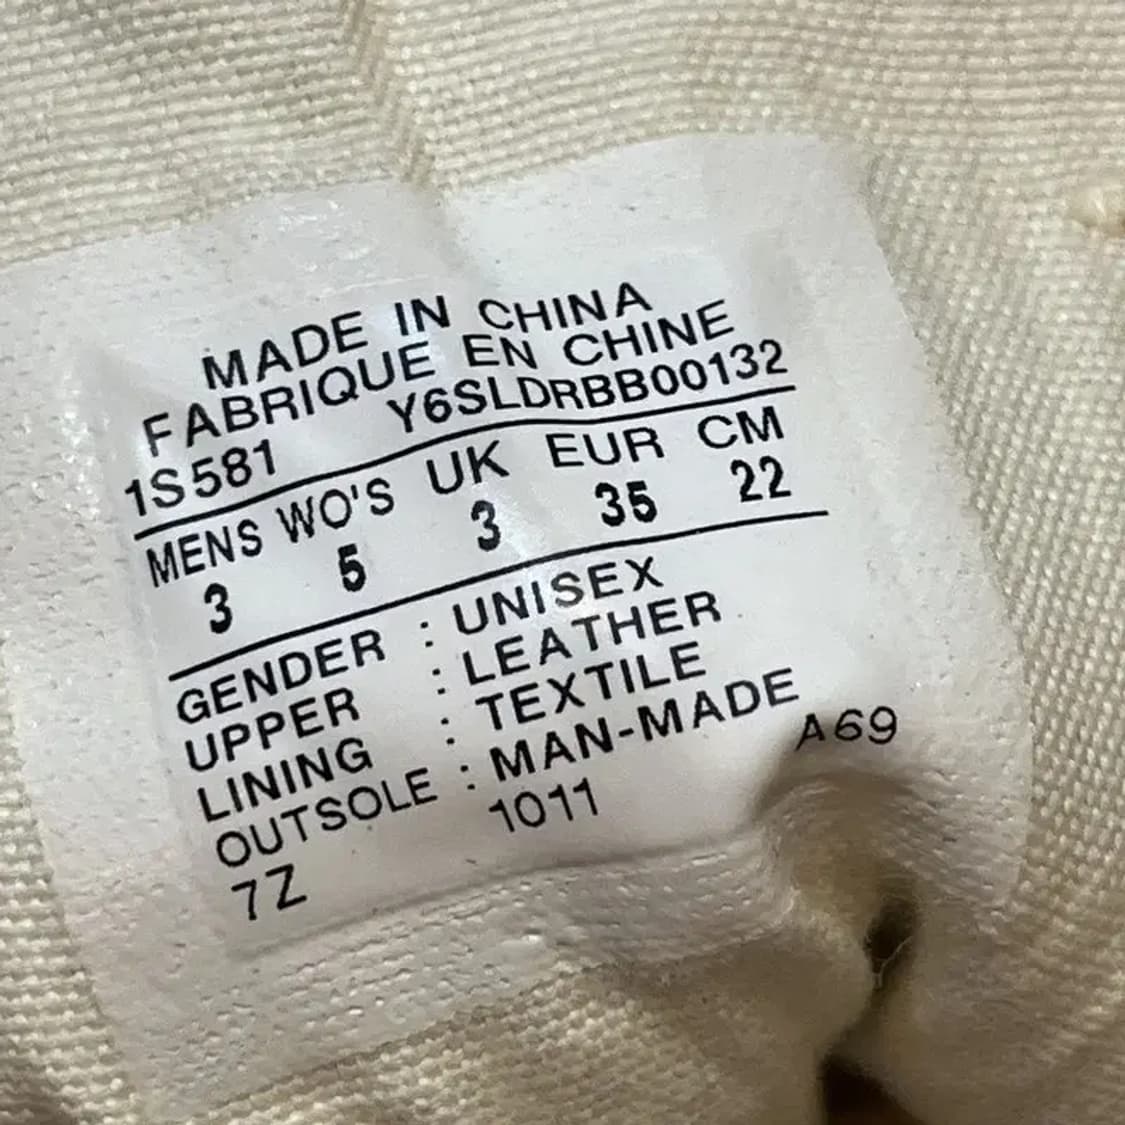 MADE IN CHINA
FABRIQUE EN CHINE
1S581 Y6SLDRBB00132
MENS WO'S UK EUR CM
3 5 3 35 22
GENDER : UNISEX
UPPER : LEATHER
LINING : TEXTILE
OUTSOLE : MAN-MADE
7Z 1011 A69